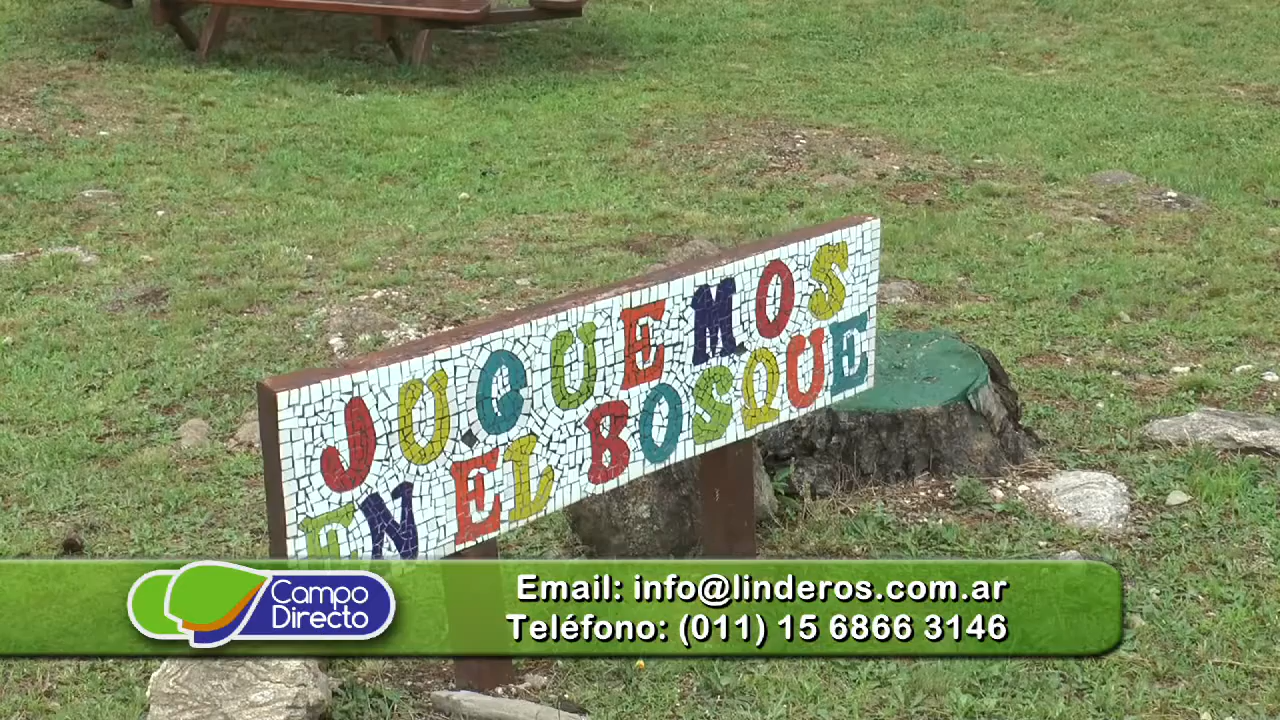 JUGUEMOS
EN EL BOSQUE
Campo
Directo
Email: info@linderos.com.ar
Teléfono: (011) 15 6866 3146